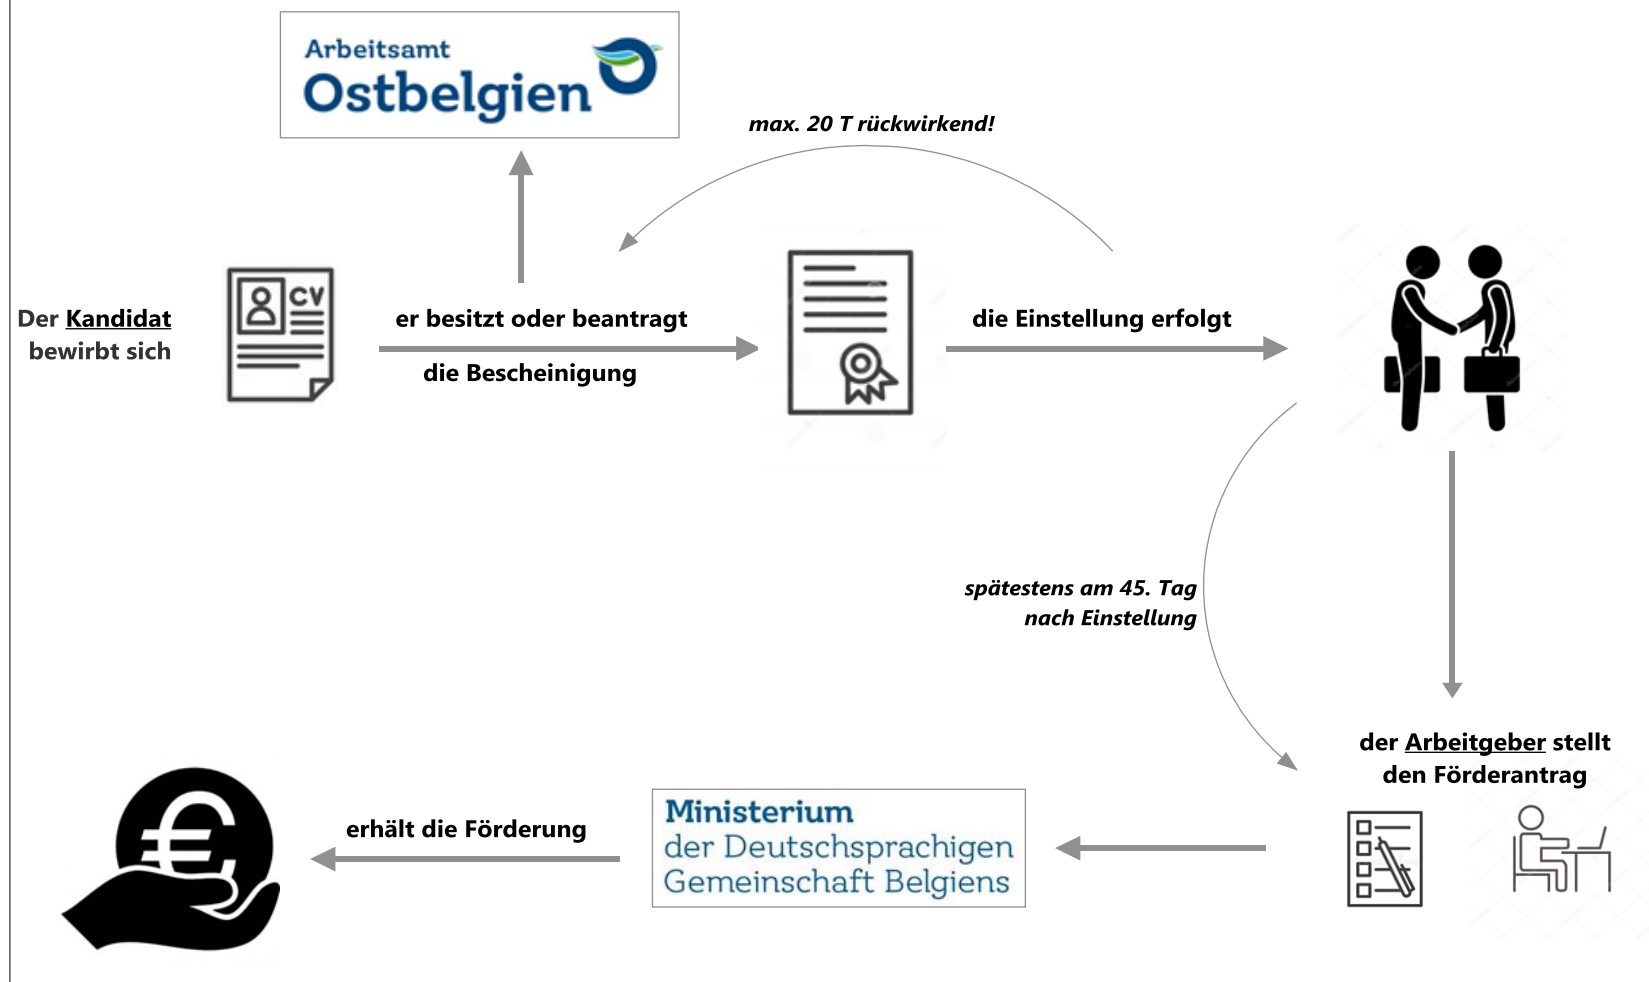 Arbeitsamt
Ostbelgien
max. 20 T rückwirkend!
Der Kandidat
bewirbt sich
CV
er besitzt oder beantragt
die Bescheinigung
die Einstellung erfolgt
spätestens am 45. Tag
nach Einstellung
der Arbeitgeber stellt
den Förderantrag
Ministerium
der Deutschsprachigen
Gemeinschaft Belgiens
erhält die Förderung
€